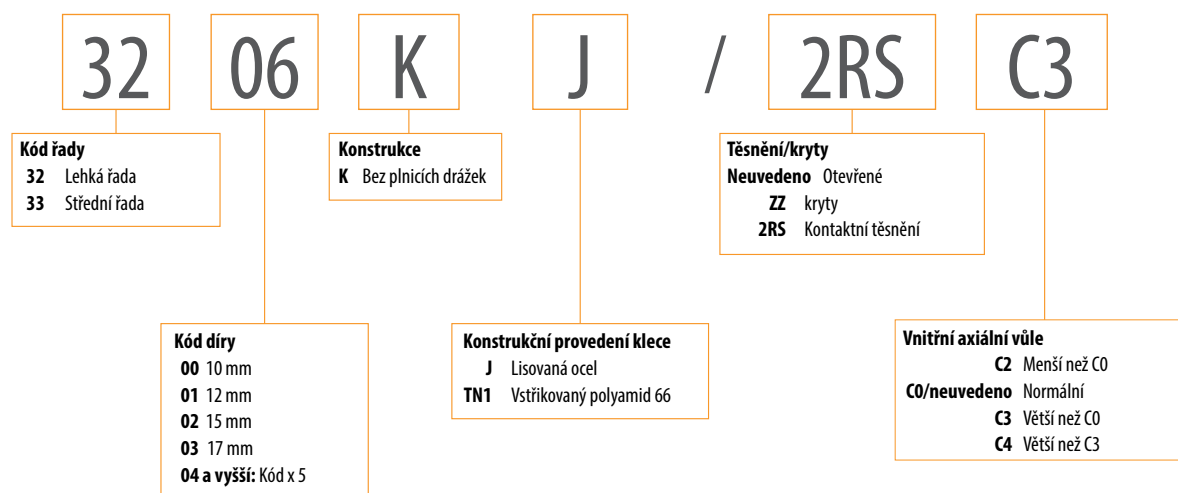 32 06 K J / 2RS C3
Kód řady
32 Lehká řada
33 Střední řada
Konstrukce
K Bez plnicích drážek
Těsnění/kryty
Neuvedeno Otevřené
ZZ kryty
2RS Kontaktní těsnění
Kód díry
00 10 mm
01 12 mm
02 15 mm
03 17 mm
04 a vyšší: Kód x 5
Konstrukční provedení klece
J Lisovaná ocel
TN1 Vstřikovaný polyamid 66
Vnitřní axiální vůle
C2 Menší než C0
C0/neuvedeno Normální
C3 Větší než C0
C4 Větší než C3